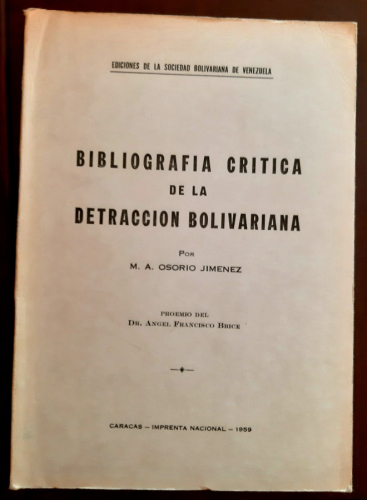 EDICIONES DE LA SOCIEDAD BOLIVARIANA DE VENEZUELA
BIBLIOGRAFIA CRITICA
DE LA
DETRACCION BOLIVARIANA
POR
M. A. OSORIO JIMENEZ
PROEMIO DEL
DR. ANGEL FRANCISCO BRICE
CARACAS – IMPRENTA NACIONAL – 1959